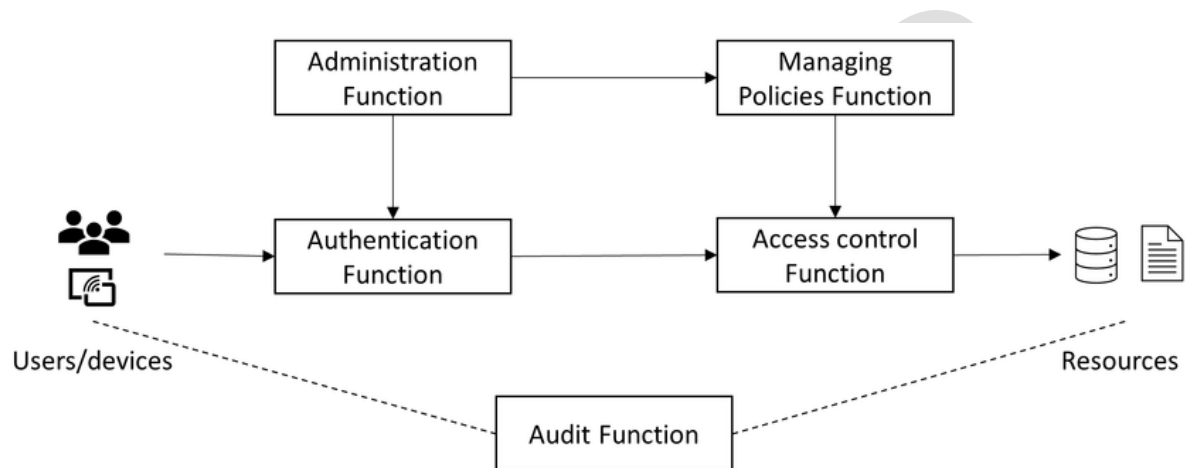 Administration
Function
Managing
Policies Function
Authentication
Function
Access control
Function
Users/devices
Resources
Audit Function